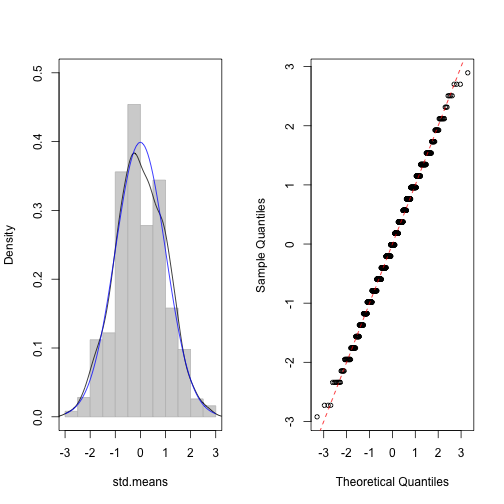 0.5
0.4
0.3
0.2
0.1
0.0
Density
-3 -2 -1 0 1 2 3
std.means
3
2
1
0
-1
-2
-3
Sample Quantiles
-3 -2 -1 0 1 2 3
Theoretical Quantiles